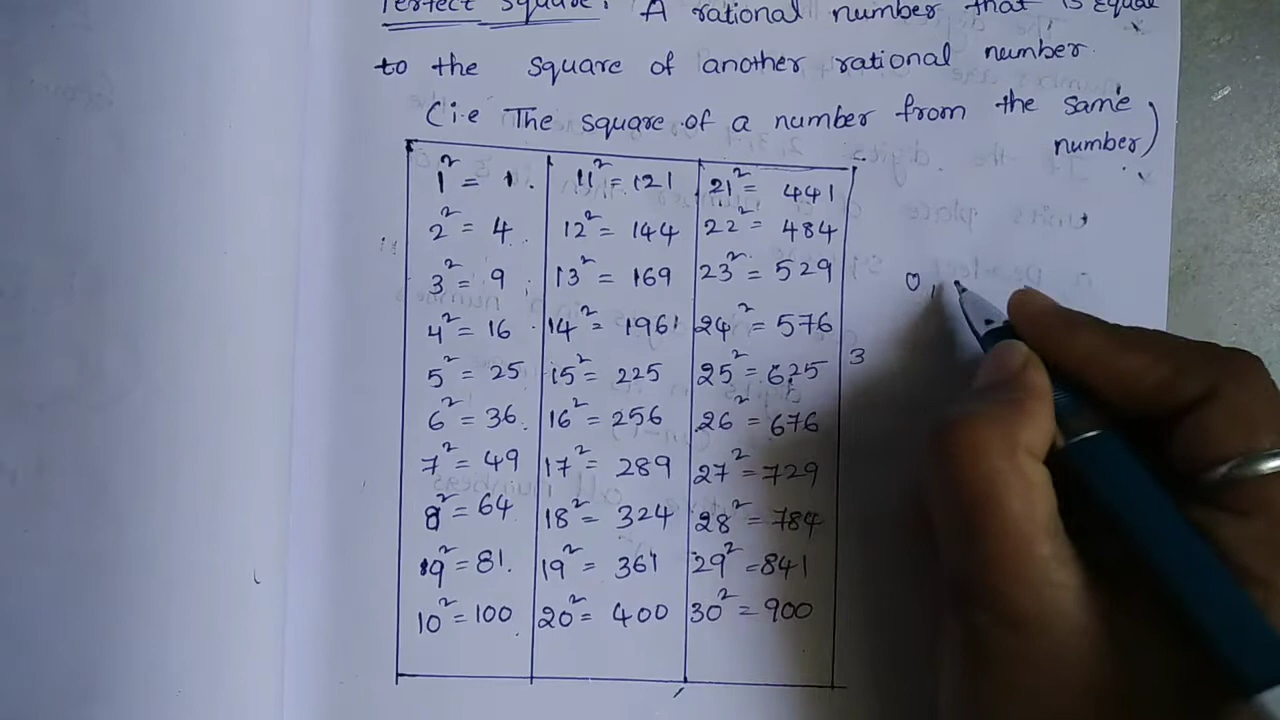 Perfect Square: A rational number that is equal
to the square of another rational number.
(i.e The square of a number from the same
number)
1² = 1. 11² = 121 21² = 441
2² = 4 12² = 144 22² = 484
3² = 9 13² = 169 23² = 529
4² = 16 14² = 196 24² = 576
5² = 25 15² = 225 25² = 625 3
6² = 36. 16² = 256 26² = 676
7² = 49 17² = 289 27² = 729
8² = 64 18² = 324 28² = 784
9² = 81. 19² = 361 29² = 841
10² = 100 20² = 400 30² = 900
0,